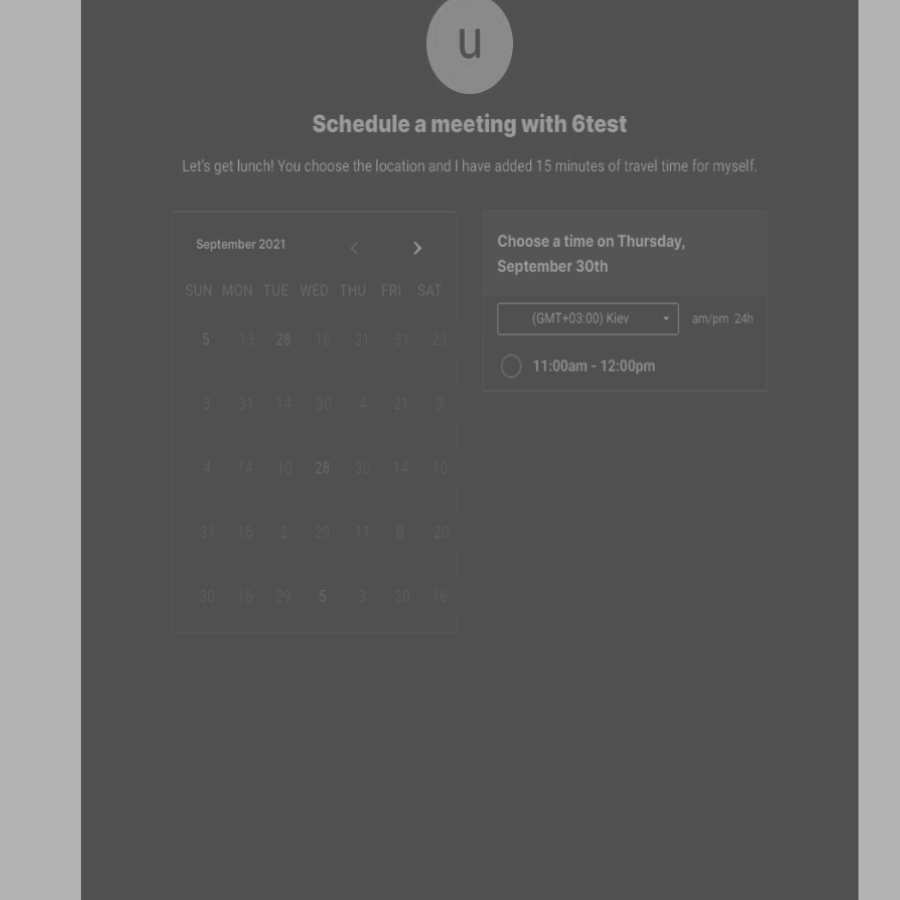 u
Schedule a meeting with 6test
Let's get lunch! You choose the location and I have added 15 minutes of travel time for myself.
September 2021
SUN MON TUE WED THU FRI SAT
5 13 28 16 21 31 23
3 31 14 30 4 21 3
4 14 10 28 30 14 10
31 16 2 29 11 8 20
30 16 29 5 3 20 16
Choose a time on Thursday,
September 30th
(GMT+03:00) Kiev
am/pm 24h
11:00am - 12:00pm